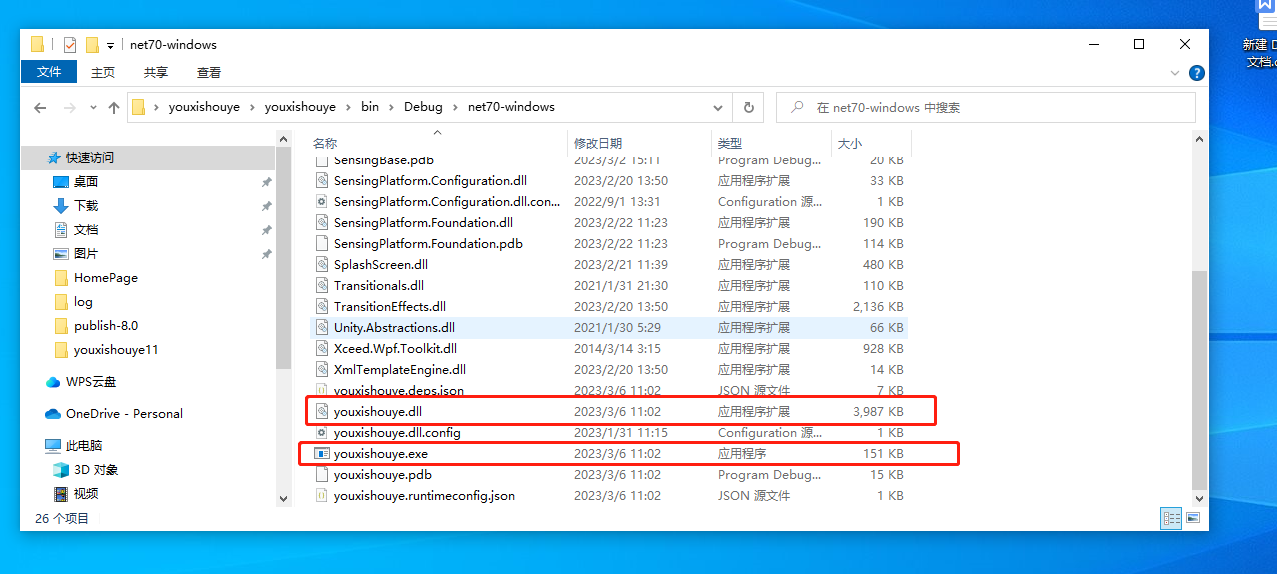 net70-windows
新建 D
文档.c
文件 主页 共享 查看
youxishouye youxishouye bin Debug net70-windows
在 net70-windows 中搜索
快速访问
桌面
下载
文档
图片
HomePage
log
publish-8.0
youxishouye11
WPS云盘
OneDrive - Personal
此电脑
3D 对象
视频
名称 修改日期 类型 大小
SensingBase.pdb 2023/3/2 15:11 Program Debug... 20 KB
SensingPlatform.Configuration.dll 2023/2/20 13:50 应用程序扩展 33 KB
SensingPlatform.Configuration.dll.con... 2022/9/1 13:31 Configuration 源... 1 KB
SensingPlatform.Foundation.dll 2023/2/22 11:23 应用程序扩展 190 KB
SensingPlatform.Foundation.pdb 2023/2/22 11:23 Program Debug... 114 KB
SplashScreen.dll 2023/2/21 11:39 应用程序扩展 480 KB
Transitionals.dll 2021/1/31 21:30 应用程序扩展 110 KB
TransitionEffects.dll 2023/2/20 13:50 应用程序扩展 2,136 KB
Unity.Abstractions.dll 2021/1/30 5:29 应用程序扩展 66 KB
Xceed.Wpf.Toolkit.dll 2014/3/14 3:15 应用程序扩展 928 KB
XmlTemplateEngine.dll 2023/2/20 13:50 应用程序扩展 14 KB
youxishouye.deps.json 2023/3/6 11:02 JSON 源文件 7 KB
youxishouye.dll 2023/3/6 11:02 应用程序扩展 3,987 KB
youxishouye.dll.config 2023/1/31 11:15 Configuration 源... 1 KB
youxishouye.exe 2023/3/6 11:02 应用程序 151 KB
youxishouye.pdb 2023/3/6 11:02 Program Debug... 15 KB
youxishouye.runtimeconfig.json 2023/3/6 11:02 JSON 源文件 1 KB
26 个项目